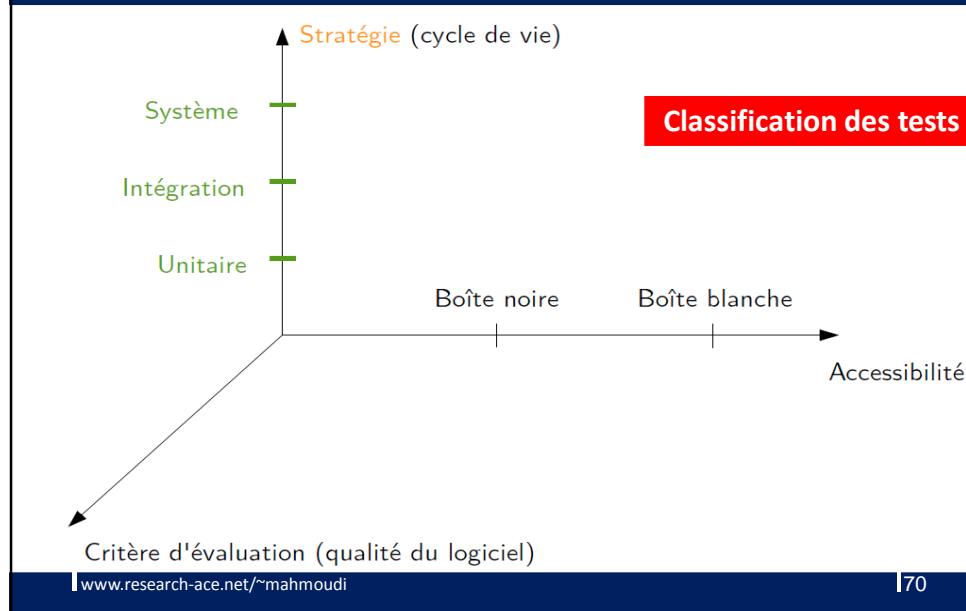 Stratégie (cycle de vie)
Système
Classification des tests
Intégration
Unitaire
Boîte noire
Boîte blanche
Accessibilité
Critère d'évaluation (qualité du logiciel)
www.research-ace.net/~mahmoudi
70